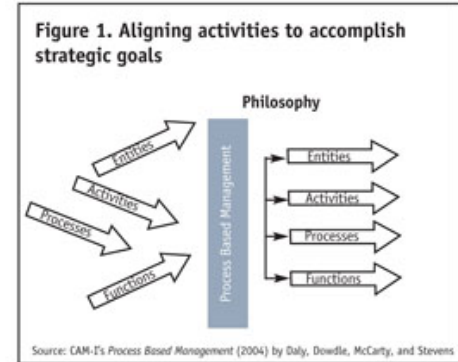 Figure 1. Aligning activities to accomplish
strategic goals
Philosophy
Entities
Activities
Processes
Functions
Process Based Management
Entities
Activities
Processes
Functions
Source: CAM-I's Process Based Management (2004) by Daly, Dowdle, McCarty, and Stevens